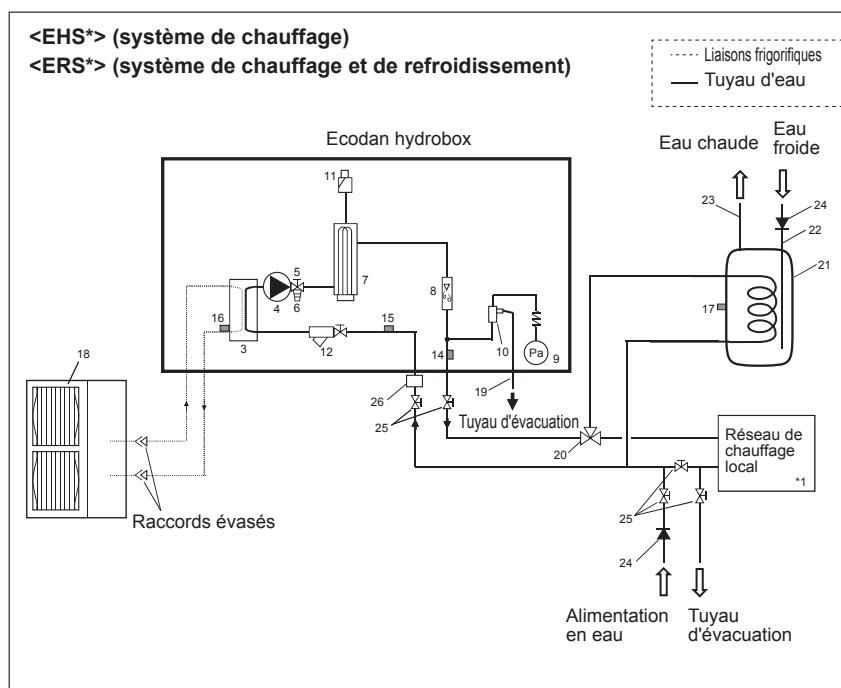 <EHS*> (système de chauffage)
<ERS*> (système de chauffage et de refroidissement)
Liaisons frigorifiques
Tuyau d'eau
Ecodan hydrobox
Eau chaude
Eau
froide
11
23
24
22
5
7
21
8
4
6
16
15
17
3
12
10
Pa
9
14
18
26
19
25
Tuyau d'évacuation
20
Réseau de
chauffage
local
*1
Raccords évasés
25
24
Alimentation
en eau
Tuyau
d'évacuation